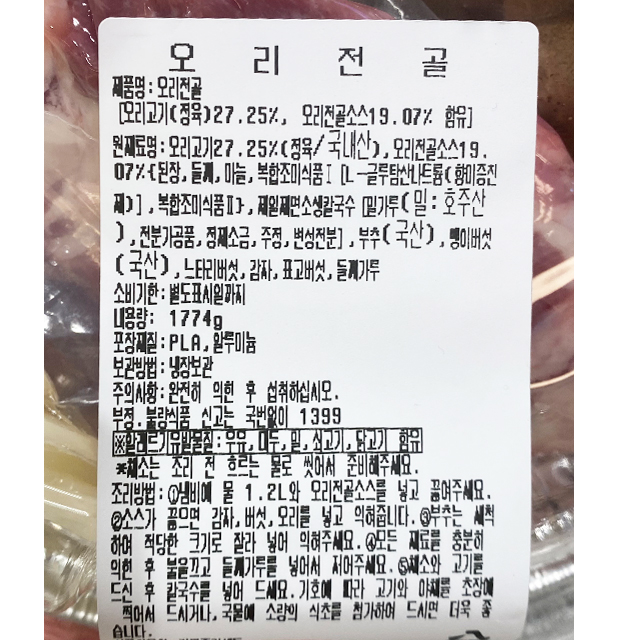 오리전골
제품명:오리전골
[오리고기(정육)27.25%, 오리전골소스19.07% 함유]
원재료명:오리고기27.25%(정육/국내산),오리전골소스19.
07%{된장,들깨,마늘,복합조미식품Ⅰ[L-글루탐산나트륨(향미증진
제)],복합조미식품Ⅱ},제일제면소생칼국수[밀가루(밀:호주산
),전분가공품,정제소금,주정,변성전분],부추(국산),팽이버섯
(국산),느타리버섯,감자,표고버섯,들깨가루
소비기한:별도표시일까지
내용량: 1774g
포장재질:PLA,알루미늄
보관방법:냉장보관
주의사항:완전히 익힌 후 섭취하십시오.
부정.불량식품 신고는 국번없이 1399
※알레르기유발물질:우유,대두,밀,쇠고기,닭고기 함유
*채소는 조리 전 흐르는 물로 씻어서 준비해주세요.
조리방법:①냄비에 물 1.2L와 오리전골소스를 넣고 끓여주세요.
②소스가 끓으면 감자,버섯,오리를 넣고 익혀줍니다.③부추는 세척
하여 적당한 크기로 잘라 넣어 익혀주세요.④모든 재료를 충분히
익힌 후 불을끄고 들깨가루를 넣어서 저어주세요.⑤채소와 고기를
드신 후 칼국수를 넣어 드세요.기호에 따라 고기와 야채를 초장에
찍어서 드시거나,국물에 소량의 식초를 첨가하여 드시면 더욱 좋
습니다.